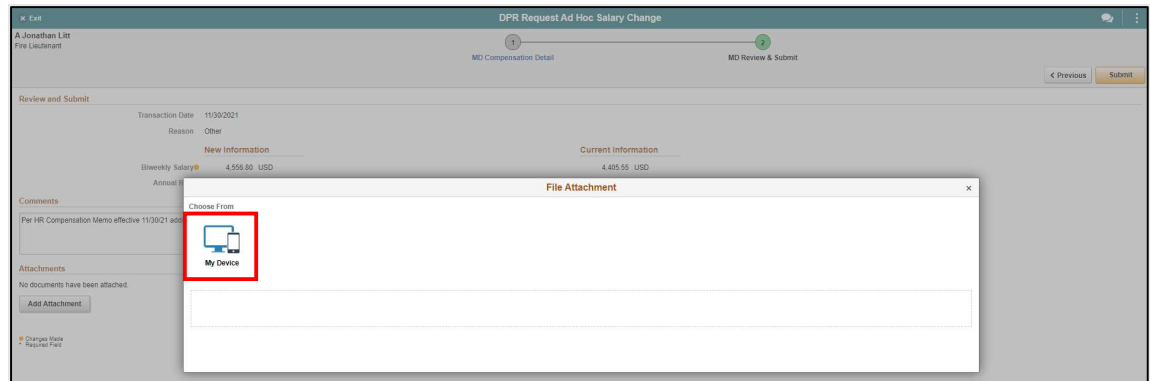 × Exit
DPR Request Ad Hoc Salary Change
A Jonathan Litt
Fire Lieutenant
1
2
MD Compensation Detail
MD Review & Submit
< Previous
Submit
Review and Submit
Transaction Date 11/30/2021
Reason Other
New Information
Current Information
Biweekly Salary 4,556.80 USD
4,405.55 USD
Annual
File Attachment
×
Comments
Choose From
Per HR Compensation Memo effective 11/30/21 add
My Device
Attachments
No documents have been attached.
Add Attachment
Changes Made
* Required Field